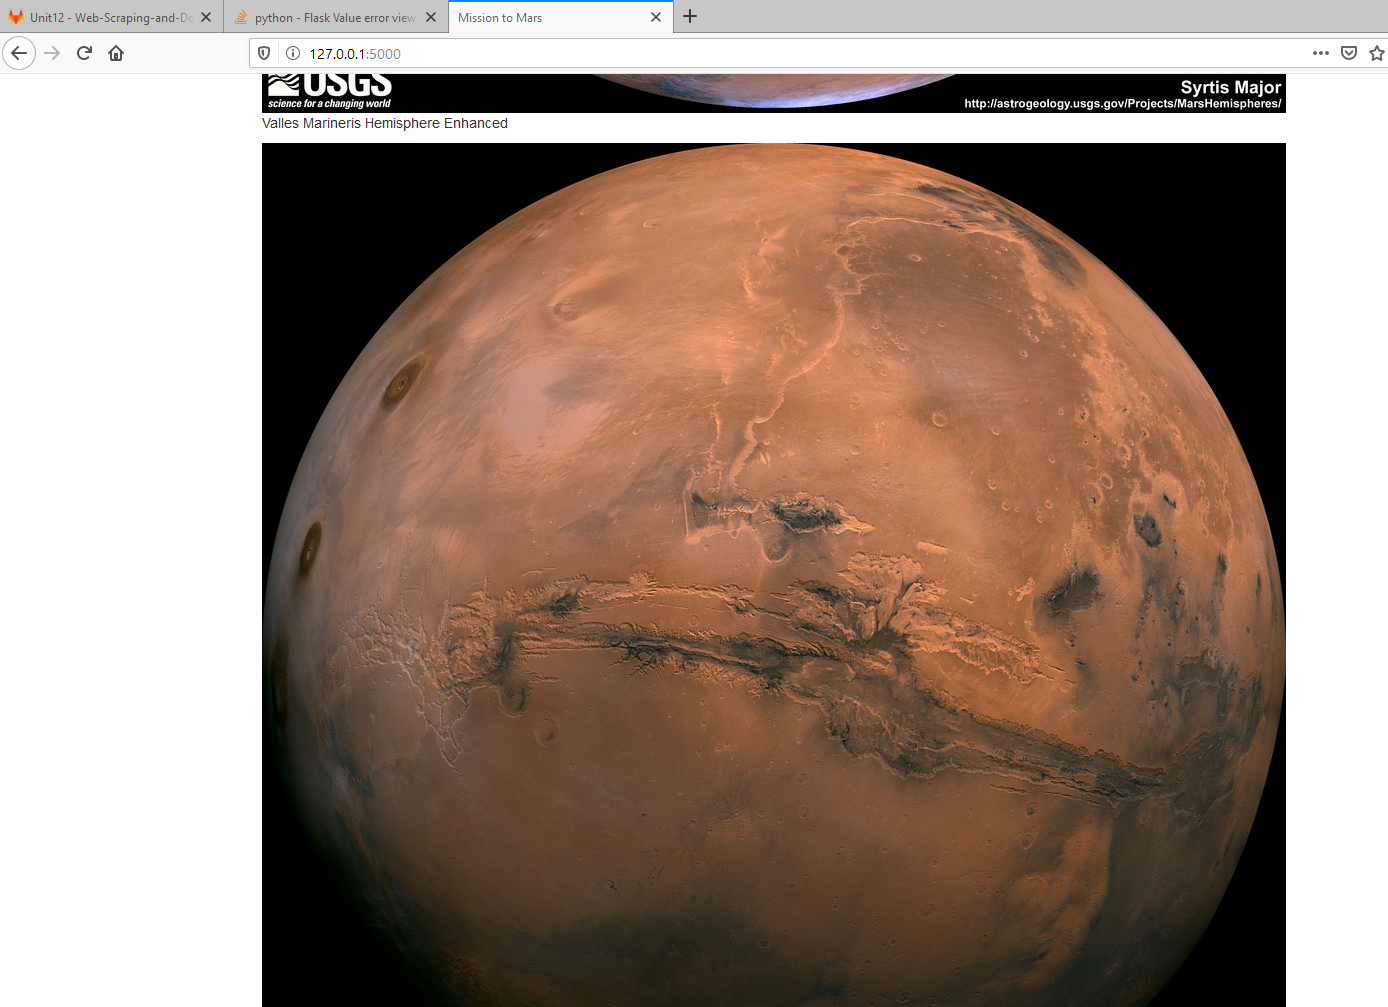 Unit12 - Web-Scraping-and-Do
python - Flask Value error view
Mission to Mars
127.0.0.1:5000
USGS
science for a changing world
Syrtis Major
http://astrogeology.usgs.gov/Projects/MarsHemispheres/
Valles Marineris Hemisphere Enhanced